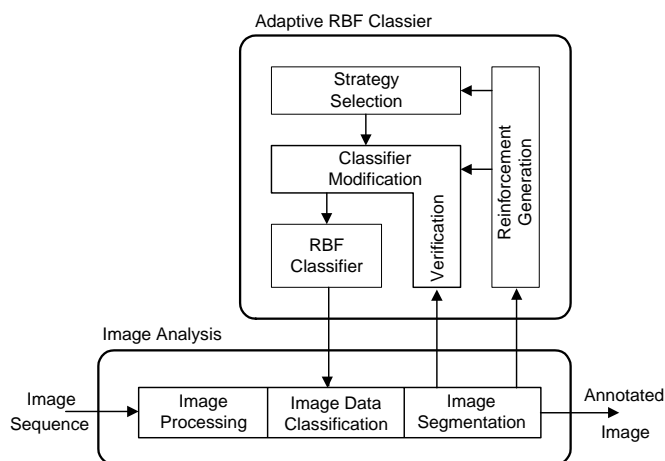 Adaptive RBF Classier
Strategy
Selection
Classifier
Modification
Verification
Reinforcement
Generation
RBF
Classifier
Image Analysis
Image
Sequence
Image
Processing
Image Data
Classification
Image
Segmentation
Annotated
Image